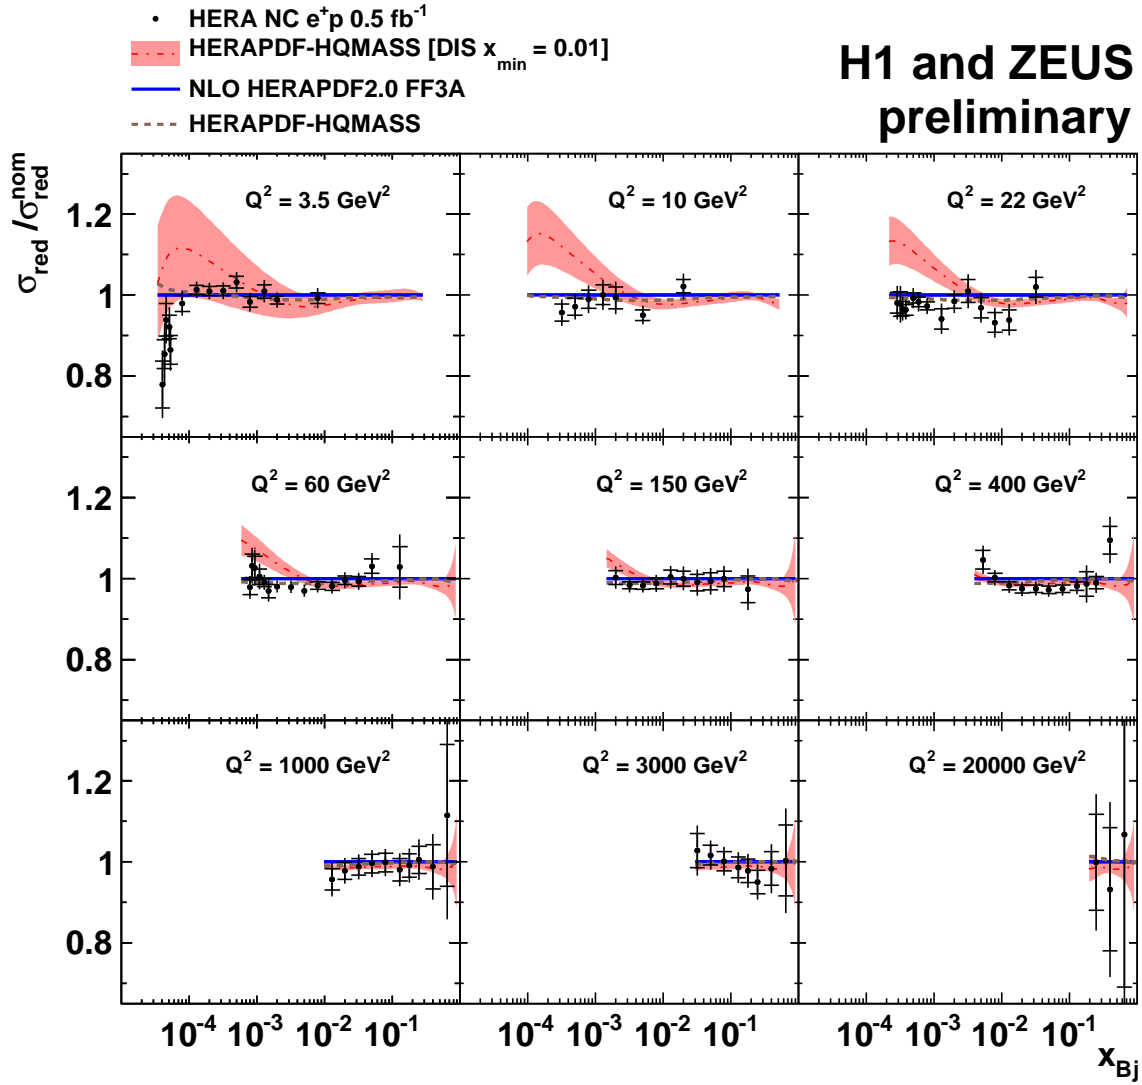 HERA NC e⁺p 0.5 fb⁻¹
HERAPDF-HQMASS [DIS x_min = 0.01]
NLO HERAPDF2.0 FF3A
HERAPDF-HQMASS
H1 and ZEUS
preliminary
σ_red / σ_red^nom
Q² = 3.5 GeV²
Q² = 10 GeV²
Q² = 22 GeV²
1.2
1
0.8
Q² = 60 GeV²
Q² = 150 GeV²
Q² = 400 GeV²
1.2
1
0.8
Q² = 1000 GeV²
Q² = 3000 GeV²
Q² = 20000 GeV²
1.2
1
0.8
10⁻⁴ 10⁻³ 10⁻² 10⁻¹ 10⁻⁴ 10⁻³ 10⁻² 10⁻¹ 10⁻⁴ 10⁻³ 10⁻² 10⁻¹
x_Bj